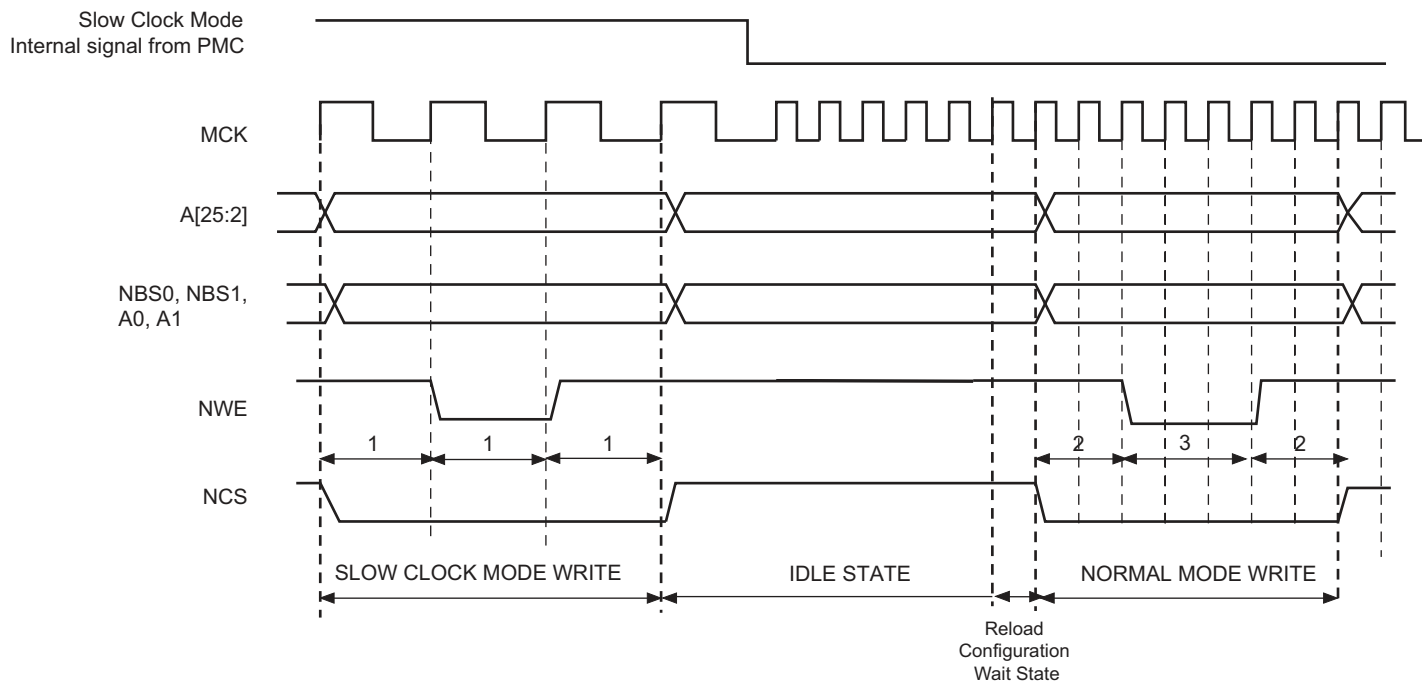 Slow Clock Mode
Internal signal from PMC
MCK
A[25:2]
NBS0, NBS1,
A0, A1
NWE
1 1 1 2 3 2
NCS
SLOW CLOCK MODE WRITE IDLE STATE NORMAL MODE WRITE
Reload
Configuration
Wait State